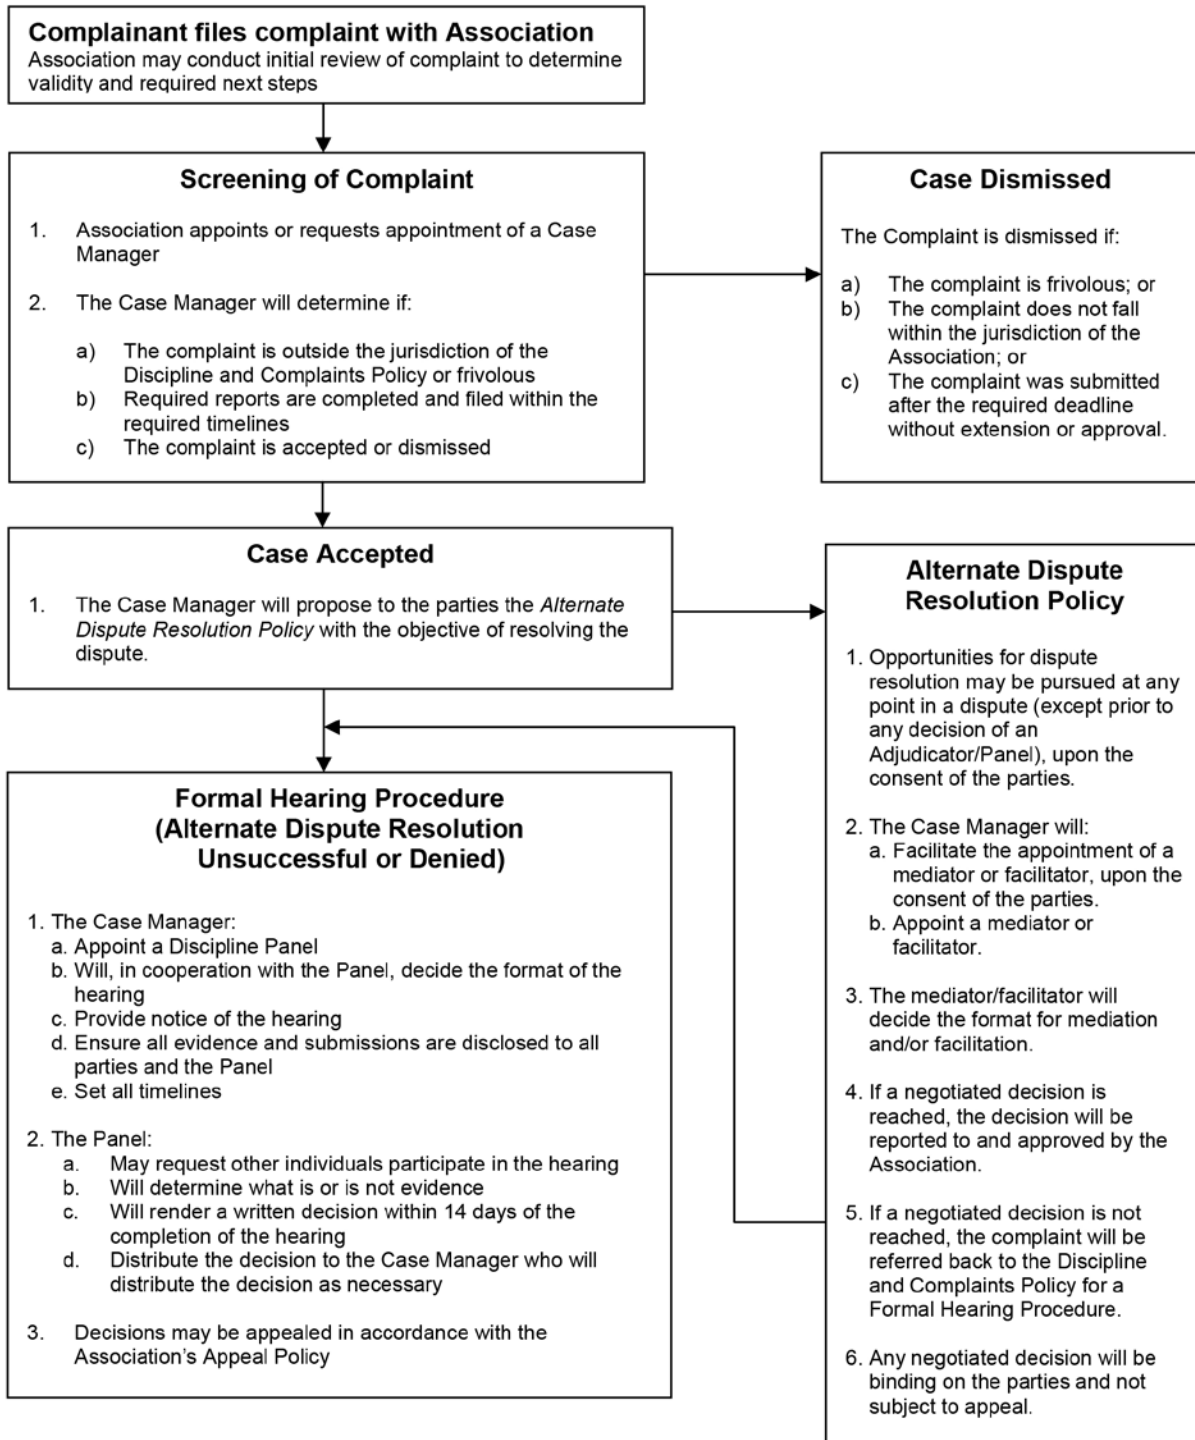 Complainant files complaint with Association
Association may conduct initial review of complaint to determine
validity and required next steps
Screening of Complaint
1. Association appoints or requests appointment of a Case
Manager
2. The Case Manager will determine if:
a) The complaint is outside the jurisdiction of the
Discipline and Complaints Policy or frivolous
b) Required reports are completed and filed within the
required timelines
c) The complaint is accepted or dismissed
Case Dismissed
The Complaint is dismissed if:
a) The complaint is frivolous; or
b) The complaint does not fall
within the jurisdiction of the
Association; or
c) The complaint was submitted
after the required deadline
without extension or approval.
Case Accepted
1. The Case Manager will propose to the parties the Alternate
Dispute Resolution Policy with the objective of resolving the
dispute.
Alternate Dispute
Resolution Policy
1. Opportunities for dispute
resolution may be pursued at any
point in a dispute (except prior to
any decision of an
Adjudicator/Panel), upon the
consent of the parties.
2. The Case Manager will:
a. Facilitate the appointment of a
mediator or facilitator, upon the
consent of the parties.
b. Appoint a mediator or
facilitator.
3. The mediator/facilitator will
decide the format for mediation
and/or facilitation.
4. If a negotiated decision is
reached, the decision will be
reported to and approved by the
Association.
5. If a negotiated decision is not
reached, the complaint will be
referred back to the Discipline
and Complaints Policy for a
Formal Hearing Procedure.
6. Any negotiated decision will be
binding on the parties and not
subject to appeal.
Formal Hearing Procedure
(Alternate Dispute Resolution
Unsuccessful or Denied)
1. The Case Manager:
a. Appoint a Discipline Panel
b. Will, in cooperation with the Panel, decide the format of the
hearing
c. Provide notice of the hearing
d. Ensure all evidence and submissions are disclosed to all
parties and the Panel
e. Set all timelines
2. The Panel:
a. May request other individuals participate in the hearing
b. Will determine what is or is not evidence
c. Will render a written decision within 14 days of the
completion of the hearing
d. Distribute the decision to the Case Manager who will
distribute the decision as necessary
3. Decisions may be appealed in accordance with the
Association's Appeal Policy